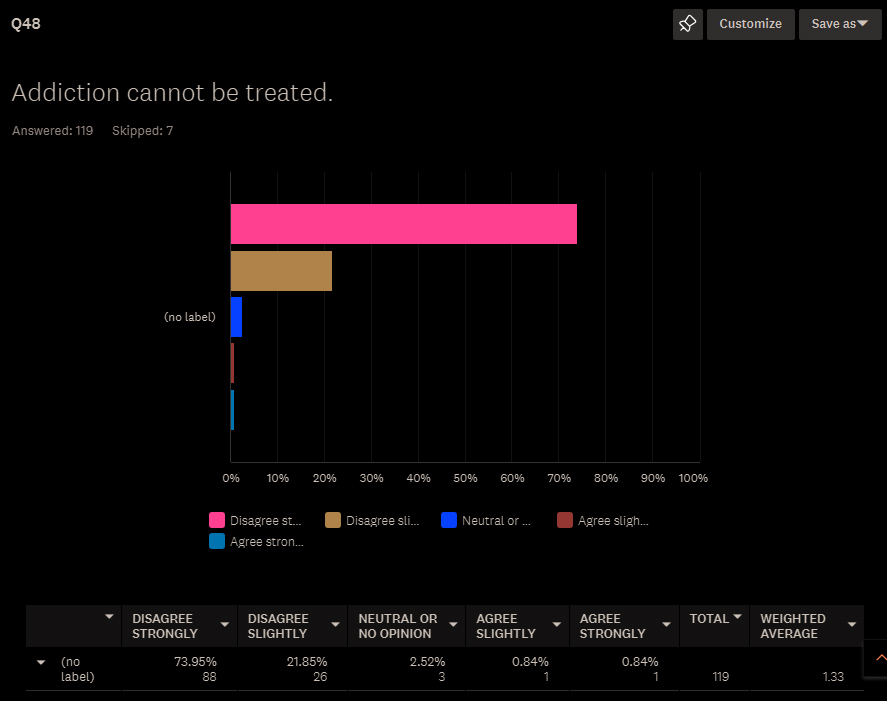 Q48
Customize
Save as
Addiction cannot be treated.
Answered: 119 Skipped: 7
(no label)
0% 10% 20% 30% 40% 50% 60% 70% 80% 90% 100%
Disagree st... Disagree sli... Neutral or ... Agree sligh...
Agree stron...
DISAGREE STRONGLY DISAGREE SLIGHTLY NEUTRAL OR NO OPINION AGREE SLIGHTLY AGREE STRONGLY TOTAL WEIGHTED AVERAGE
(no 73.95% 21.85% 2.52% 0.84% 0.84%
label) 88 26 3 1 1 119 1.33